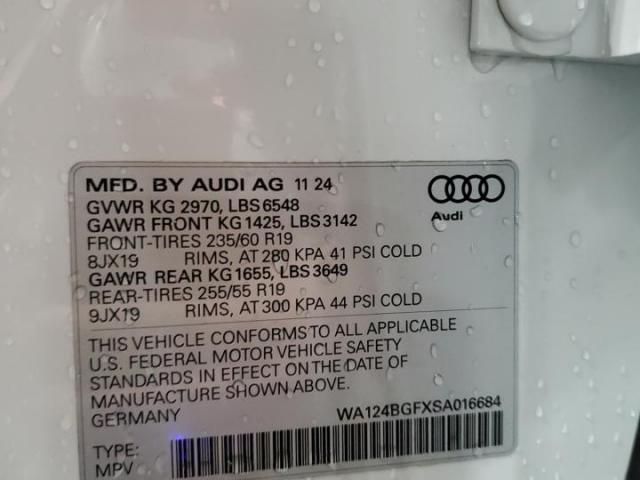 MFD. BY AUDI AG 11 24
GVWR KG 2970, LBS 6548
GAWR FRONT KG 1425, LBS 3142
FRONT-TIRES 235/60 R19
8JX19 RIMS, AT 280 KPA 41 PSI COLD
GAWR REAR KG 1655, LBS 3649
REAR-TIRES 255/55 R19
9JX19 RIMS, AT 300 KPA 44 PSI COLD
Audi
THIS VEHICLE CONFORMS TO ALL APPLICABLE
U.S. FEDERAL MOTOR VEHICLE SAFETY
STANDARDS IN EFFECT ON THE DATE OF
MANUFACTURE SHOWN ABOVE.
GERMANY WA124BGFXSA016684
TYPE:
MPV